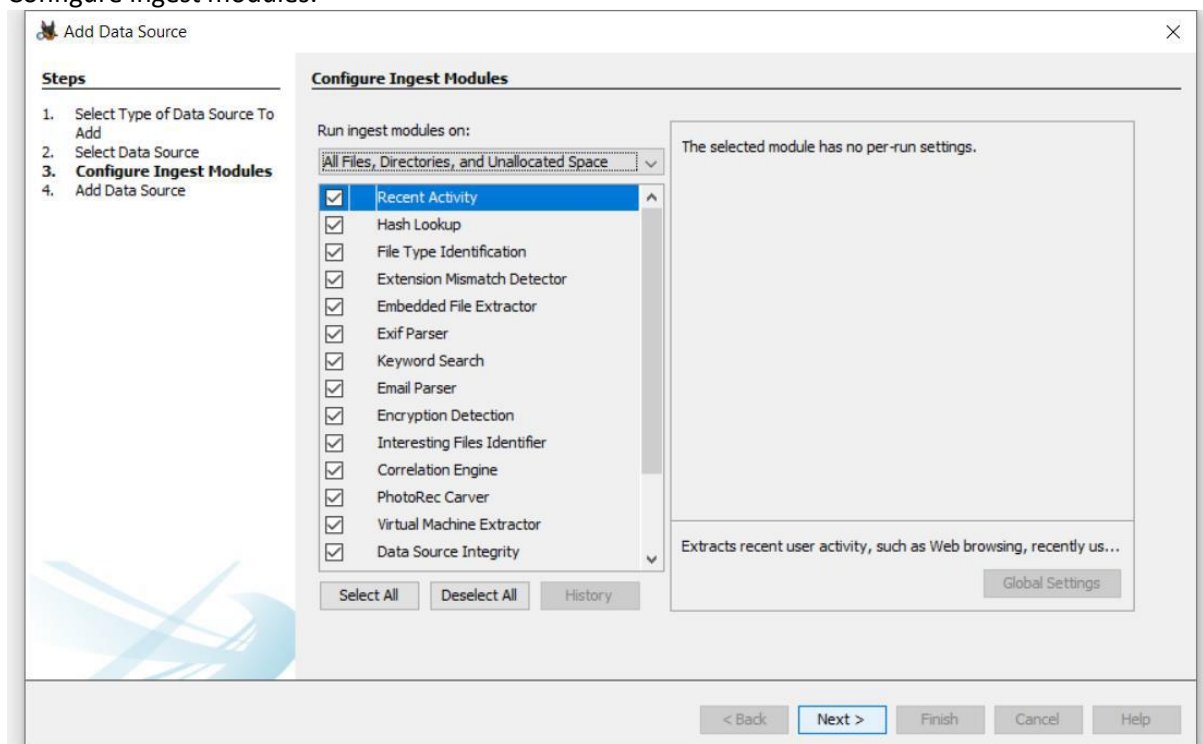 Configure ingest modules.
Add Data Source
Steps
1. Select Type of Data Source To
Add
2. Select Data Source
3. Configure Ingest Modules
4. Add Data Source
Configure Ingest Modules
Run ingest modules on:
All Files, Directories, and Unallocated Space
Recent Activity
Hash Lookup
File Type Identification
Extension Mismatch Detector
Embedded File Extractor
Exif Parser
Keyword Search
Email Parser
Encryption Detection
Interesting Files Identifier
Correlation Engine
PhotoRec Carver
Virtual Machine Extractor
Data Source Integrity
Select All Deselect All History
The selected module has no per-run settings.
Extracts recent user activity, such as Web browsing, recently us...
Global Settings
< Back Next > Finish Cancel Help